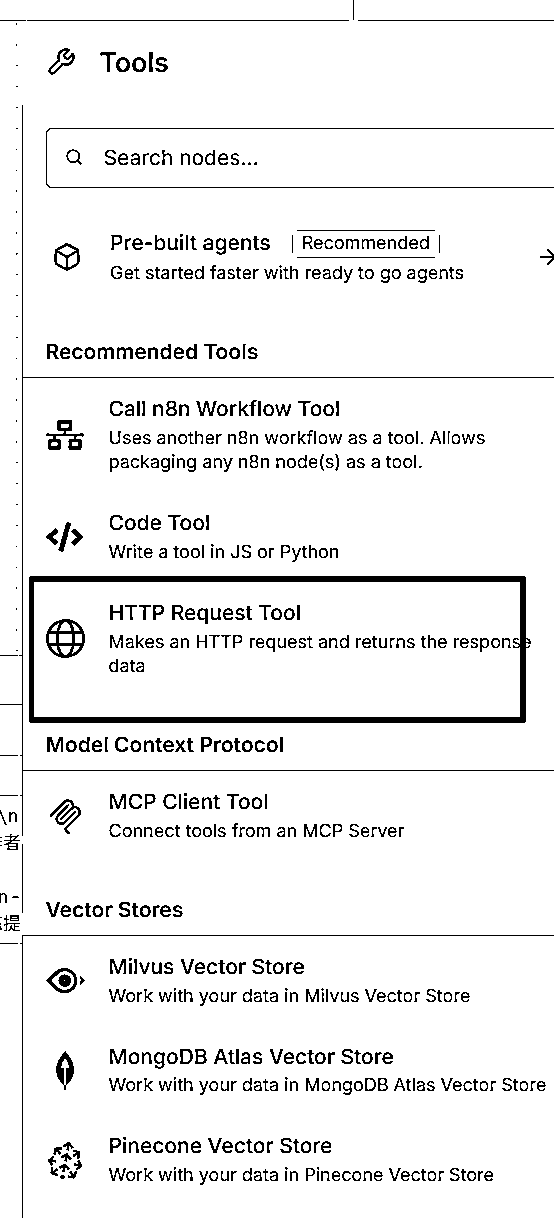 Tools
Search nodes...
Pre-built agents
Recommended
Get started faster with ready to go agents
Recommended Tools
Call n8n Workflow Tool
Uses another n8n workflow as a tool. Allows
packaging any n8n node(s) as a tool.
Code Tool
Write a tool in JS or Python
HTTP Request Tool
Makes an HTTP request and returns the response
data
Model Context Protocol
\n
者
MCP Client Tool
Connect tools from an MCP Server
n-
提
Vector Stores
Milvus Vector Store
Work with your data in Milvus Vector Store
MongoDB Atlas Vector Store
Work with your data in MongoDB Atlas Vector Store
Pinecone Vector Store
Work with your data in Pinecone Vector Store